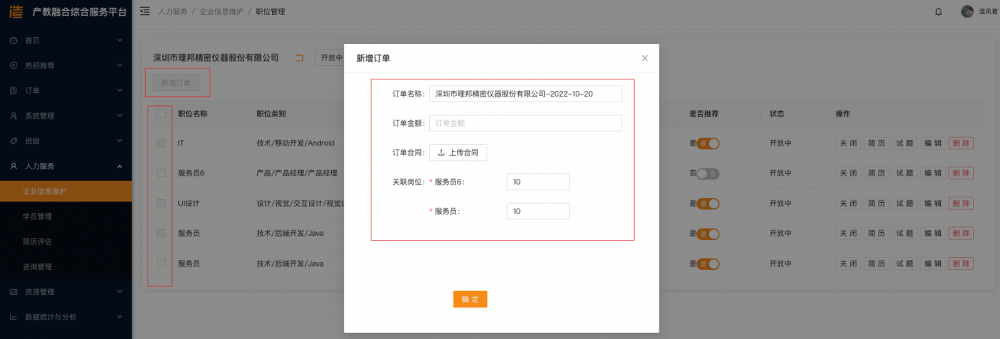 造 产教融合综合服务平台
人力服务 / 企业信息维护 / 职位管理
造风者
首页
热招推荐
订单
系统管理
班级
人力服务
企业信息维护
学员管理
简历评估
咨询管理
资源管理
数据统计与分析
深圳市理邦精密仪器股份有限公司 开放中
新增订单
职位名称 职位类别 是否推荐 状态 操作
IT 技术/移动开发/Android 是 是 开放中 关闭 简历 试题 编辑 删除
服务员6 产品/产品经理/产品经理 否 否 开放中 关闭 简历 试题 编辑 删除
UI设计 设计/视觉/交互设计/视觉 是 是 开放中 关闭 简历 试题 编辑 删除
服务员 技术/后端开发/Java 是 是 开放中 关闭 简历 试题 编辑 删除
服务员 技术/后端开发/Java 是 是 开放中 关闭 简历 试题 编辑 删除
新增订单
订单名称: 深圳市理邦精密仪器股份有限公司-2022-10-20
订单金额: 订单金额
订单合同: 上传合同
关联岗位: * 服务员6: 10
* 服务员: 10
确 定